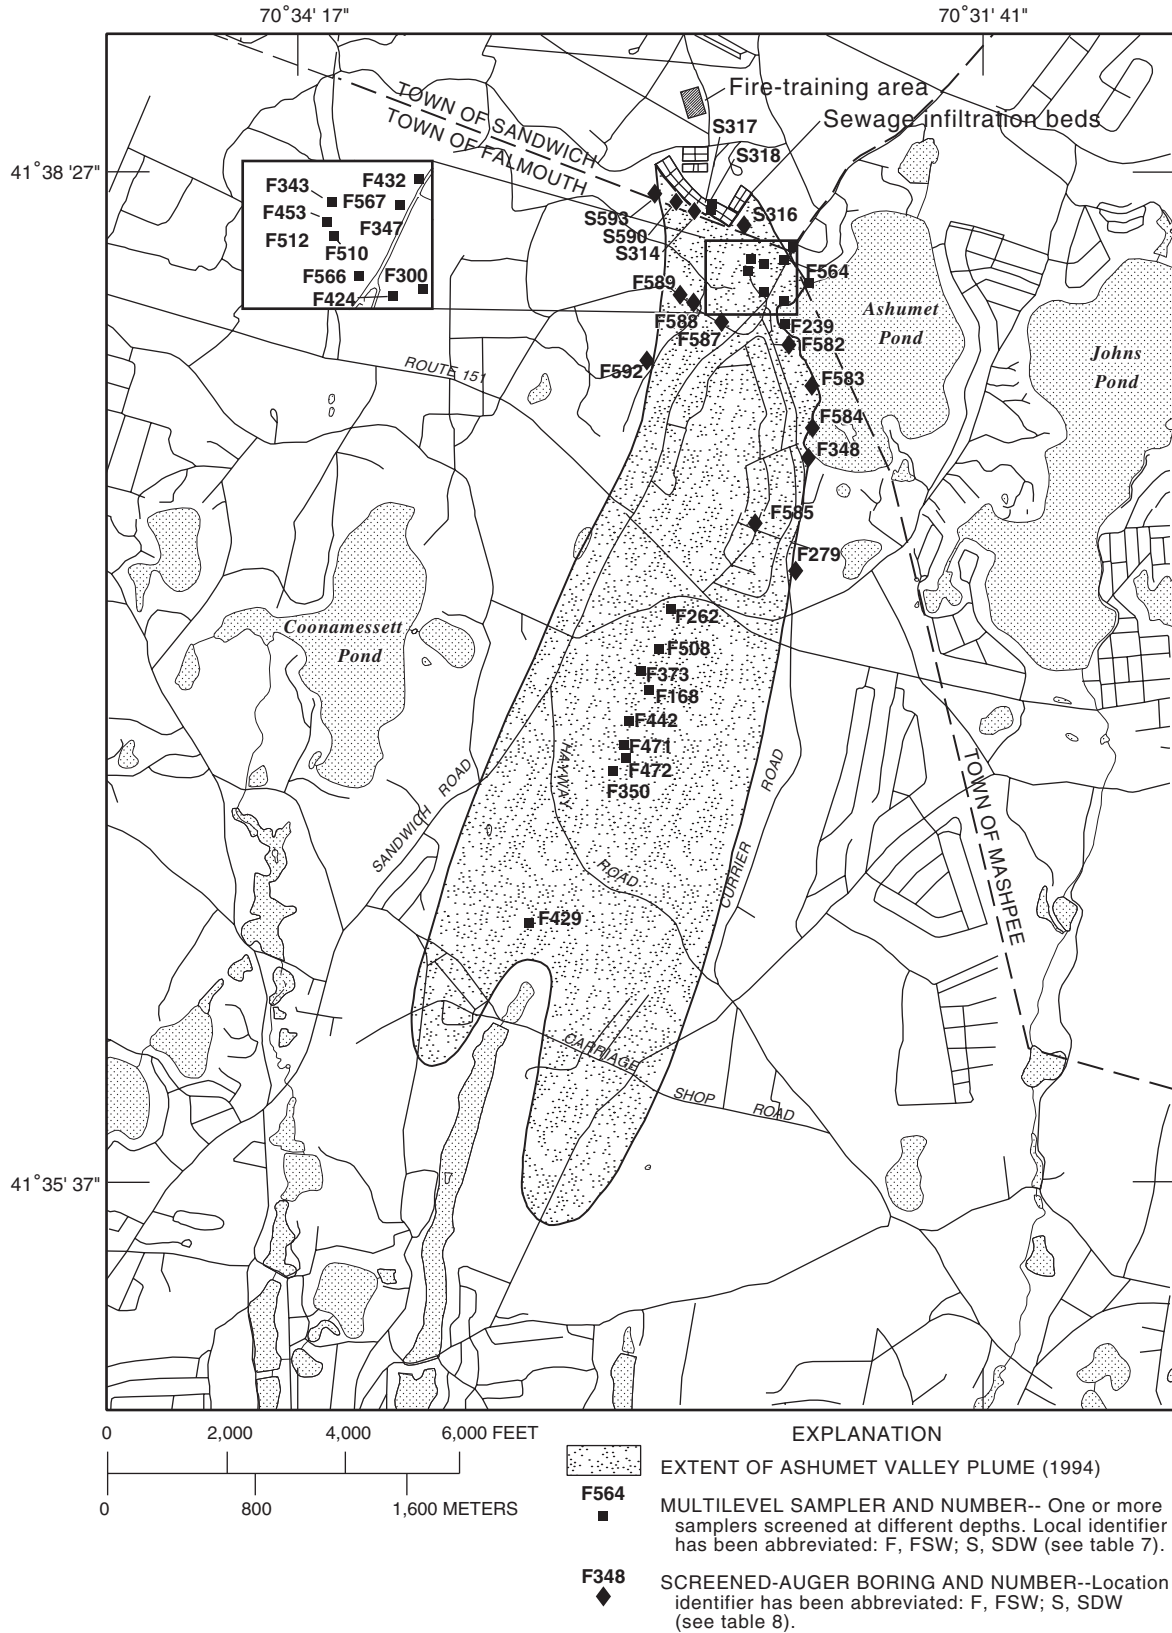 70°34' 17"
70°31' 41"
Fire-training area
Sewage infiltration beds
TOWN OF SANDWICH
TOWN OF FALMOUTH
S317
S318
41°38 '27"
F343
F432
F567
F453
F347
F512
F510
F566
F300
F424
S593
S590
S314
S316
F564
F589
F588
F587
F239
F582
Ashumet
Pond
Johns
Pond
ROUTE 151
F592
F583
F584
F348
F585
F279
F262
Coonamessett
Pond
F508
F373
F168
F442
F471
F472
F350
HAYWAY
ROAD
SANDWICH ROAD
CURRIER ROAD
TOWN OF MASHPEE
F429
CARRIAGE SHOP ROAD
41°35' 37"
0 2,000 4,000 6,000 FEET
0 800 1,600 METERS
EXPLANATION
EXTENT OF ASHUMET VALLEY PLUME (1994)
F564
MULTILEVEL SAMPLER AND NUMBER-- One or more
samplers screened at different depths. Local identifier
has been abbreviated: F, FSW; S, SDW (see table 7).
F348
SCREENED-AUGER BORING AND NUMBER--Location
identifier has been abbreviated: F, FSW; S, SDW
(see table 8).